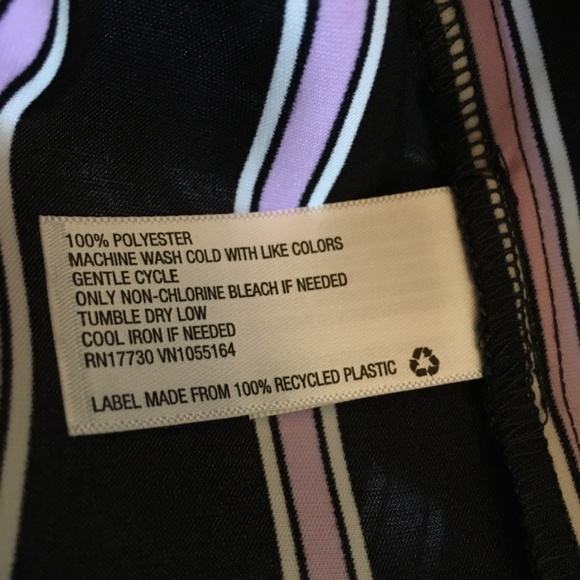 100% POLYESTER
MACHINE WASH COLD WITH LIKE COLORS
GENTLE CYCLE
ONLY NON-CHLORINE BLEACH IF NEEDED
TUMBLE DRY LOW
COOL IRON IF NEEDED
RN17730 VN1055164
LABEL MADE FROM 100% RECYCLED PLASTIC